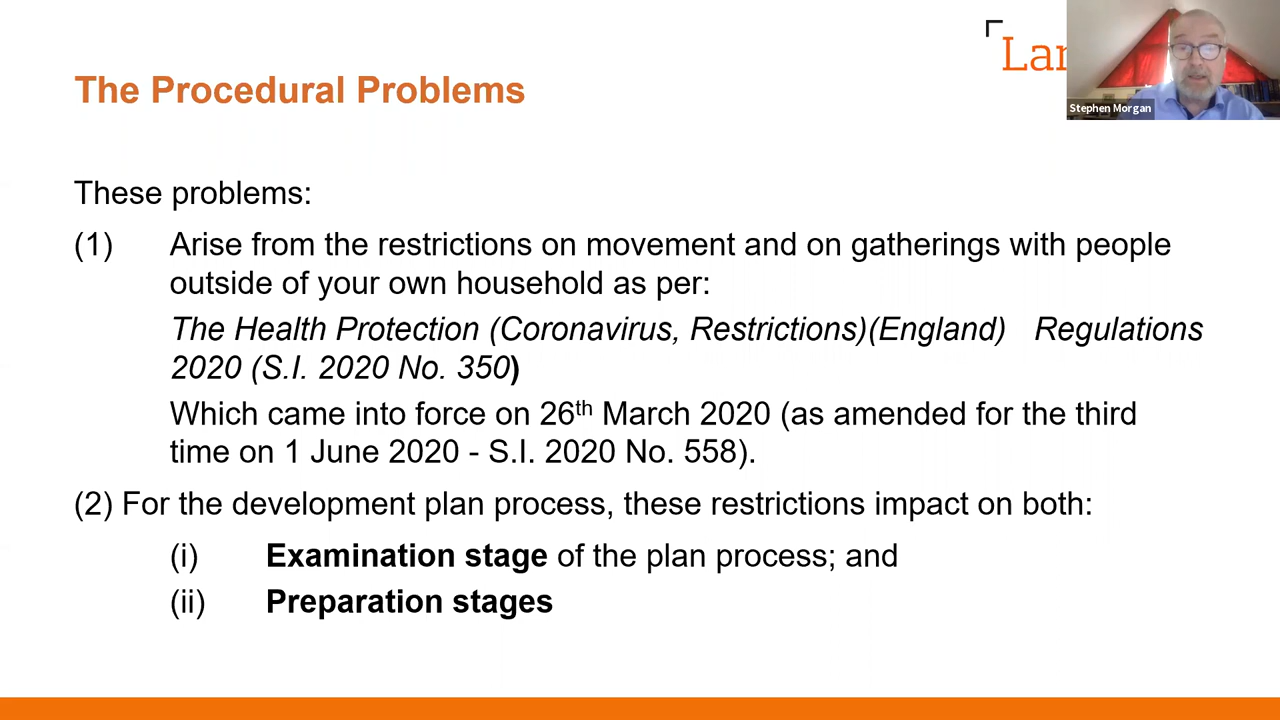 The Procedural Problems
Stephen Morgan
These problems:
(1) Arise from the restrictions on movement and on gatherings with people
outside of your own household as per:
The Health Protection (Coronavirus, Restrictions)(England) Regulations
2020 (S.I. 2020 No. 350)
Which came into force on 26th March 2020 (as amended for the third
time on 1 June 2020 - S.I. 2020 No. 558).
(2) For the development plan process, these restrictions impact on both:
(i) Examination stage of the plan process; and
(ii) Preparation stages